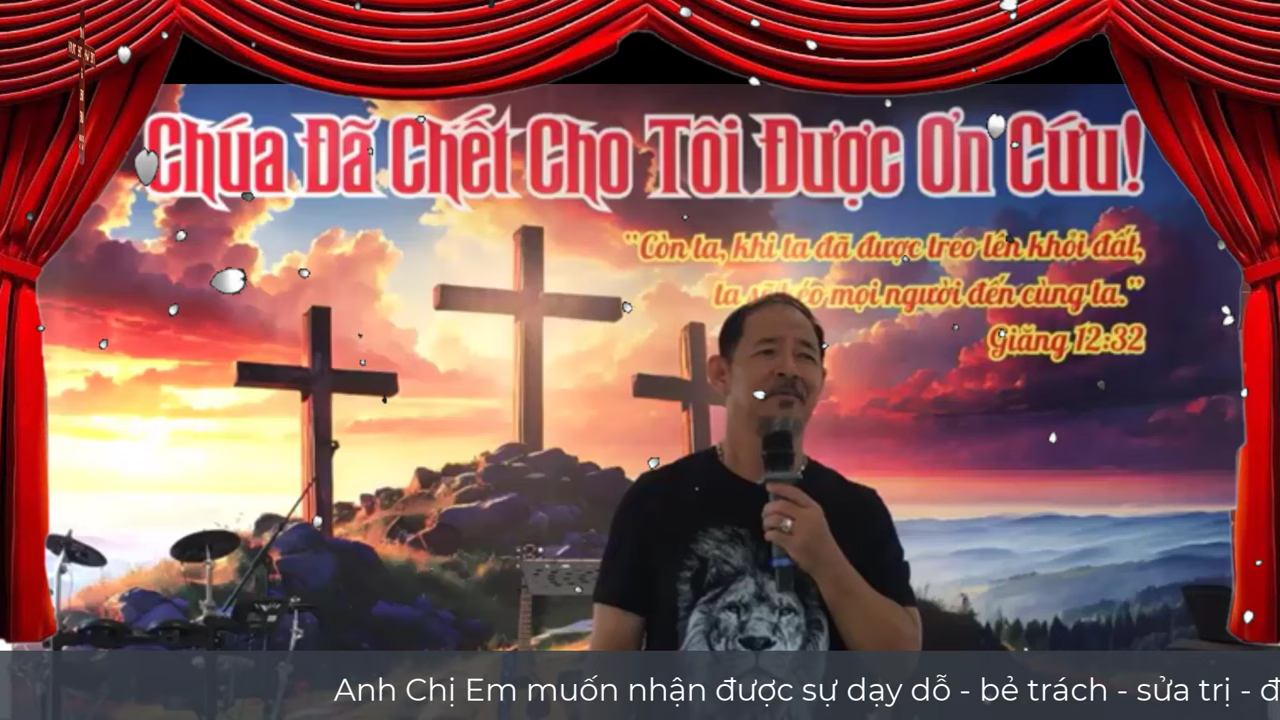 Chúa Đã Chết Cho Tôi Được Ơn Cứu!
"Còn ta, khi ta đã được treo lên khỏi đất,
ta kéo mọi người đến cùng ta."
Giăng 12:32
Anh Chị Em muốn nhận được sự dạy dỗ - bẻ trách - sửa trị -